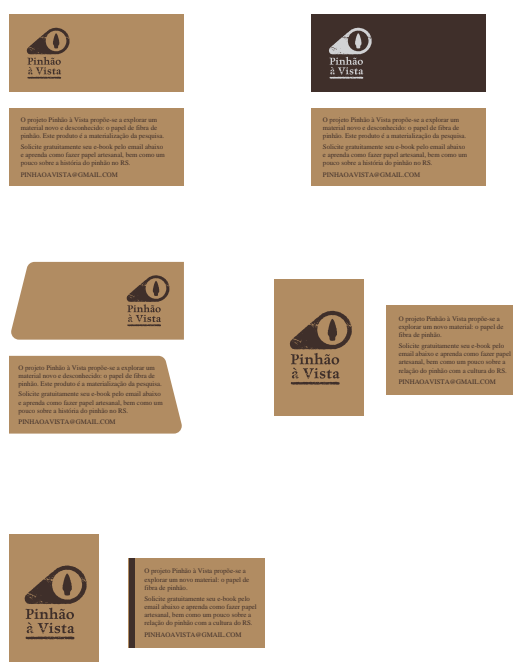 Pinhão
à Vista
Pinhão
à Vista
O projeto Pinhão à Vista propõe-se a explorar um
material novo e desconhecido: o papel de fibra de
pinhão. Este produto é a materialização da pesquisa.
Solicite gratuitamente seu e-book pelo email abaixo
e aprenda como fazer papel artesanal, bem como um
pouco sobre a história do pinhão no RS.
PINHAOAVISTA@GMAIL.COM
O projeto Pinhão à Vista propõe-se a explorar um
material novo e desconhecido: o papel de fibra de
pinhão. Este produto é a materialização da pesquisa.
Solicite gratuitamente seu e-book pelo email abaixo
e aprenda como fazer papel artesanal, bem como um
pouco sobre a história do pinhão no RS.
PINHAOAVISTA@GMAIL.COM
Pinhão
à Vista
O projeto Pinhão à Vista propõe-se a explorar um
material novo e desconhecido: o papel de fibra de
pinhão. Este produto é a materialização da pesquisa.
Solicite gratuitamente seu e-book pelo email abaixo
e aprenda como fazer papel artesanal, bem como um
pouco sobre a história do pinhão no RS.
PINHAOAVISTA@GMAIL.COM
Pinhão
à Vista
O projeto Pinhão à Vista propõe-se a
explorar um novo material: o papel de
fibra de pinhão.
Solicite gratuitamente seu e-book pelo
email abaixo e aprenda como fazer papel
artesanal, bem como um pouco sobre a
relação do pinhão com a cultura do RS.
PINHAOAVISTA@GMAIL.COM
Pinhão
à Vista
O projeto Pinhão à Vista propõe-se a
explorar um novo material: o papel de
fibra de pinhão.
Solicite gratuitamente seu e-book pelo
email abaixo e aprenda como fazer papel
artesanal, bem como um pouco sobre a
relação do pinhão com a cultura do RS.
PINHAOAVISTA@GMAIL.COM